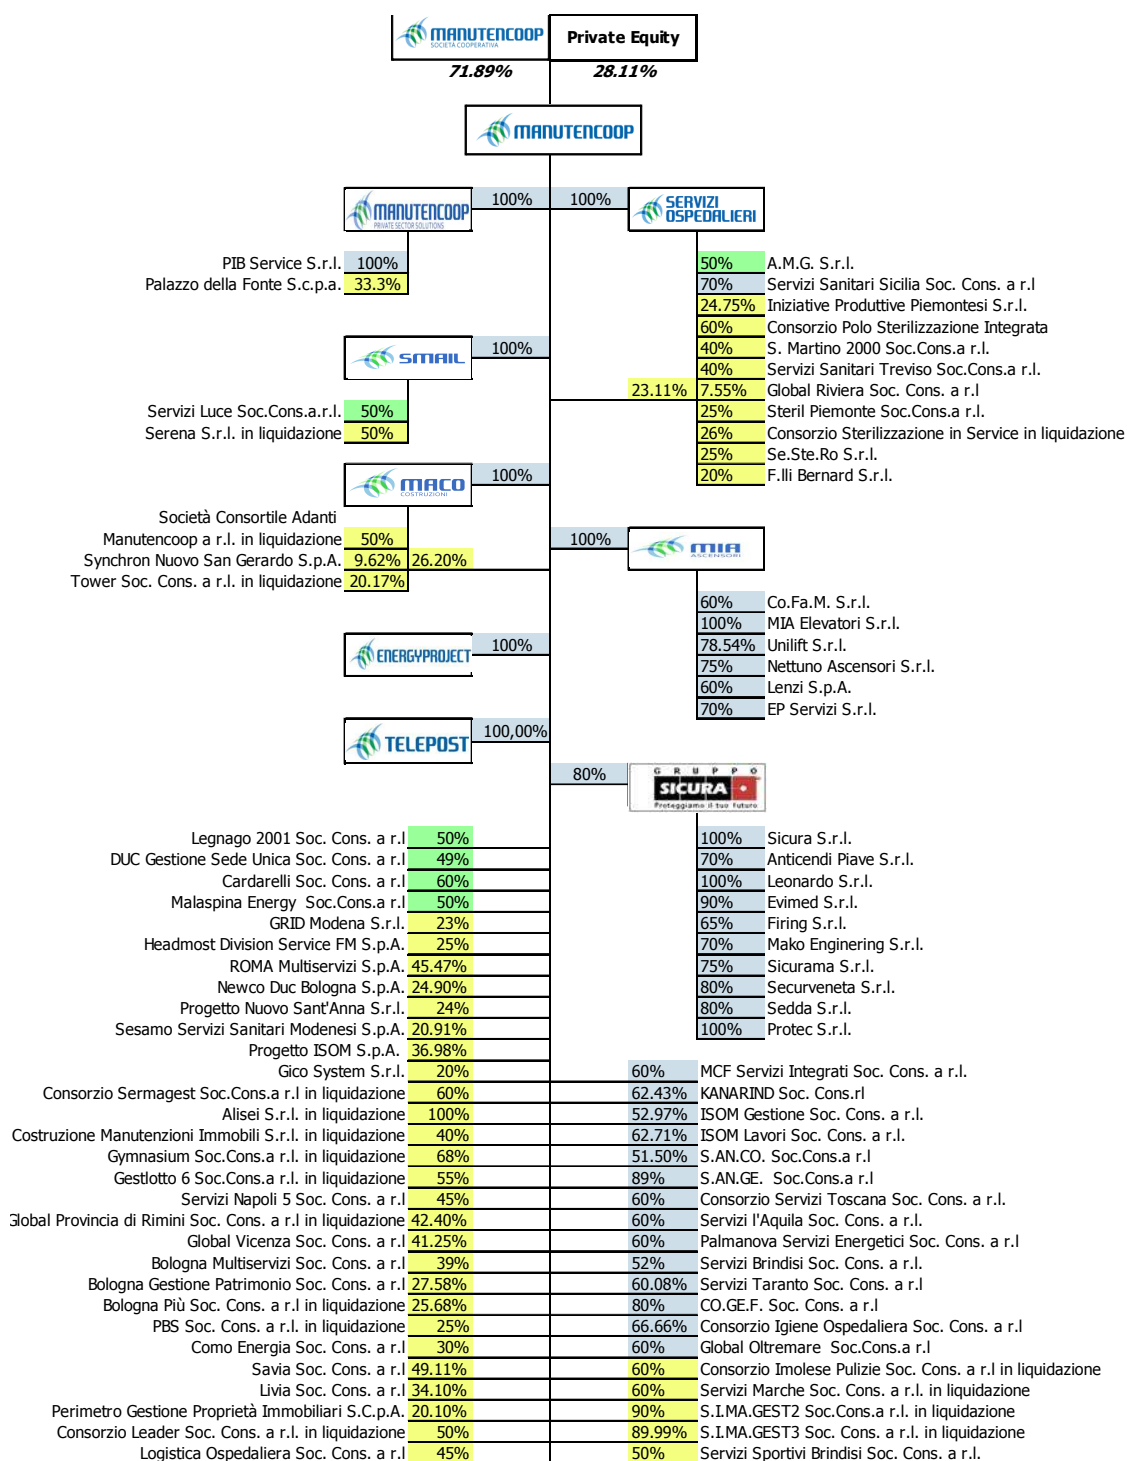 MANUTENCOOP
SOCIETÀ COOPERATIVA
Private Equity
71.89% 28.11%
MANUTENCOOP
MANUTENCOOP
PRIVATE SECTOR SOLUTIONS
100% 100%
SERVIZI
OSPEDALIERI
PIB Service S.r.l. 100%
Palazzo della Fonte S.c.p.a. 33.3%
50% A.M.G. S.r.l.
70% Servizi Sanitari Sicilia Soc. Cons. a r.l
24.75% Iniziative Produttive Piemontesi S.r.l.
60% Consorzio Polo Sterilizzazione Integrata
40% S. Martino 2000 Soc.Cons.a r.l.
40% Servizi Sanitari Treviso Soc.Cons.a r.l.
23.11% 7.55% Global Riviera Soc. Cons. a r.l
25% Steril Piemonte Soc.Cons.a r.l.
26% Consorzio Sterilizzazione in Service in liquidazione
25% Se.Ste.Ro S.r.l.
20% F.lli Bernard S.r.l.
SMAIL 100%
Servizi Luce Soc.Cons.a.r.l. 50%
Serena S.r.l. in liquidazione 50%
MACO
COSTRUZIONI
100%
Società Consortile Adanti
Manutencoop a r.l. in liquidazione 50%
Synchron Nuovo San Gerardo S.p.A. 9.62% 26.20%
Tower Soc. Cons. a r.l. in liquidazione 20.17%
100% MIA
ASCENSORI
60% Co.Fa.M. S.r.l.
100% MIA Elevatori S.r.l.
78.54% Unilift S.r.l.
75% Nettuno Ascensori S.r.l.
60% Lenzi S.p.A.
70% EP Servizi S.r.l.
ENERGYPROJECT 100%
TELEPOST 100,00%
80%
GRUPPO
SICURA
Proteggiamo il tuo futuro
100% Sicura S.r.l.
70% Anticendi Piave S.r.l.
100% Leonardo S.r.l.
90% Evimed S.r.l.
65% Firing S.r.l.
70% Mako Enginering S.r.l.
75% Sicurama S.r.l.
80% Securveneta S.r.l.
80% Sedda S.r.l.
100% Protec S.r.l.
Legnago 2001 Soc. Cons. a r.l 50%
DUC Gestione Sede Unica Soc. Cons. a r.l 49%
Cardarelli Soc. Cons. a r.l 60%
Malaspina Energy Soc.Cons.a r.l 50%
GRID Modena S.r.l. 23%
Headmost Division Service FM S.p.A. 25%
ROMA Multiservizi S.p.A. 45.47%
Newco Duc Bologna S.p.A. 24.90%
Progetto Nuovo Sant'Anna S.r.l. 24%
Sesamo Servizi Sanitari Modenesi S.p.A. 20.91%
Progetto ISOM S.p.A. 36.98%
Gico System S.r.l. 20%
Consorzio Sermagest Soc.Cons.a r.l in liquidazione 60%
Alisei S.r.l. in liquidazione 100%
Costruzione Manutenzioni Immobili S.r.l. in liquidazione 40%
Gymnasium Soc.Cons.a r.l. in liquidazione 68%
Gestlotto 6 Soc.Cons.a r.l. in liquidazione 55%
Servizi Napoli 5 Soc. Cons. a r.l 45%
Global Provincia di Rimini Soc. Cons. a r.l in liquidazione 42.40%
Global Vicenza Soc. Cons. a r.l 41.25%
Bologna Multiservizi Soc. Cons. a r.l 39%
Bologna Gestione Patrimonio Soc. Cons. a r.l 27.58%
Bologna Più Soc. Cons. a r.l in liquidazione 25.68%
PBS Soc. Cons. a r.l. in liquidazione 25%
Como Energia Soc. Cons. a r.l 30%
Savia Soc. Cons. a r.l 49.11%
Livia Soc. Cons. a r.l 34.10%
Perimetro Gestione Proprietà Immobiliari S.C.p.A. 20.10%
Consorzio Leader Soc. Cons. a r.l. in liquidazione 50%
Logistica Ospedaliera Soc. Cons. a r.l 45%
60% MCF Servizi Integrati Soc. Cons. a r.l.
62.43% KANARIND Soc. Cons.rl
52.97% ISOM Gestione Soc. Cons. a r.l.
62.71% ISOM Lavori Soc. Cons. a r.l.
51.50% S.AN.CO. Soc.Cons.a r.l
89% S.AN.GE. Soc.Cons.a r.l
60% Consorzio Servizi Toscana Soc. Cons. a r.l.
60% Servizi l'Aquila Soc. Cons. a r.l.
60% Palmanova Servizi Energetici Soc. Cons. a r.l
52% Servizi Brindisi Soc. Cons. a r.l.
60.08% Servizi Taranto Soc. Cons. a r.l
80% CO.GE.F. Soc. Cons. a r.l
66.66% Consorzio Igiene Ospedaliera Soc. Cons. a r.l
60% Global Oltremare Soc.Cons.a r.l
60% Consorzio Imolese Pulizie Soc. Cons. a r.l in liquidazione
60% Servizi Marche Soc. Cons. a r.l. in liquidazione
90% S.I.MA.GEST2 Soc.Cons.a r.l. in liquidazione
89.99% S.I.MA.GEST3 Soc. Cons. a r.l. in liquidazione
50% Servizi Sportivi Brindisi Soc. Cons. a r.l.